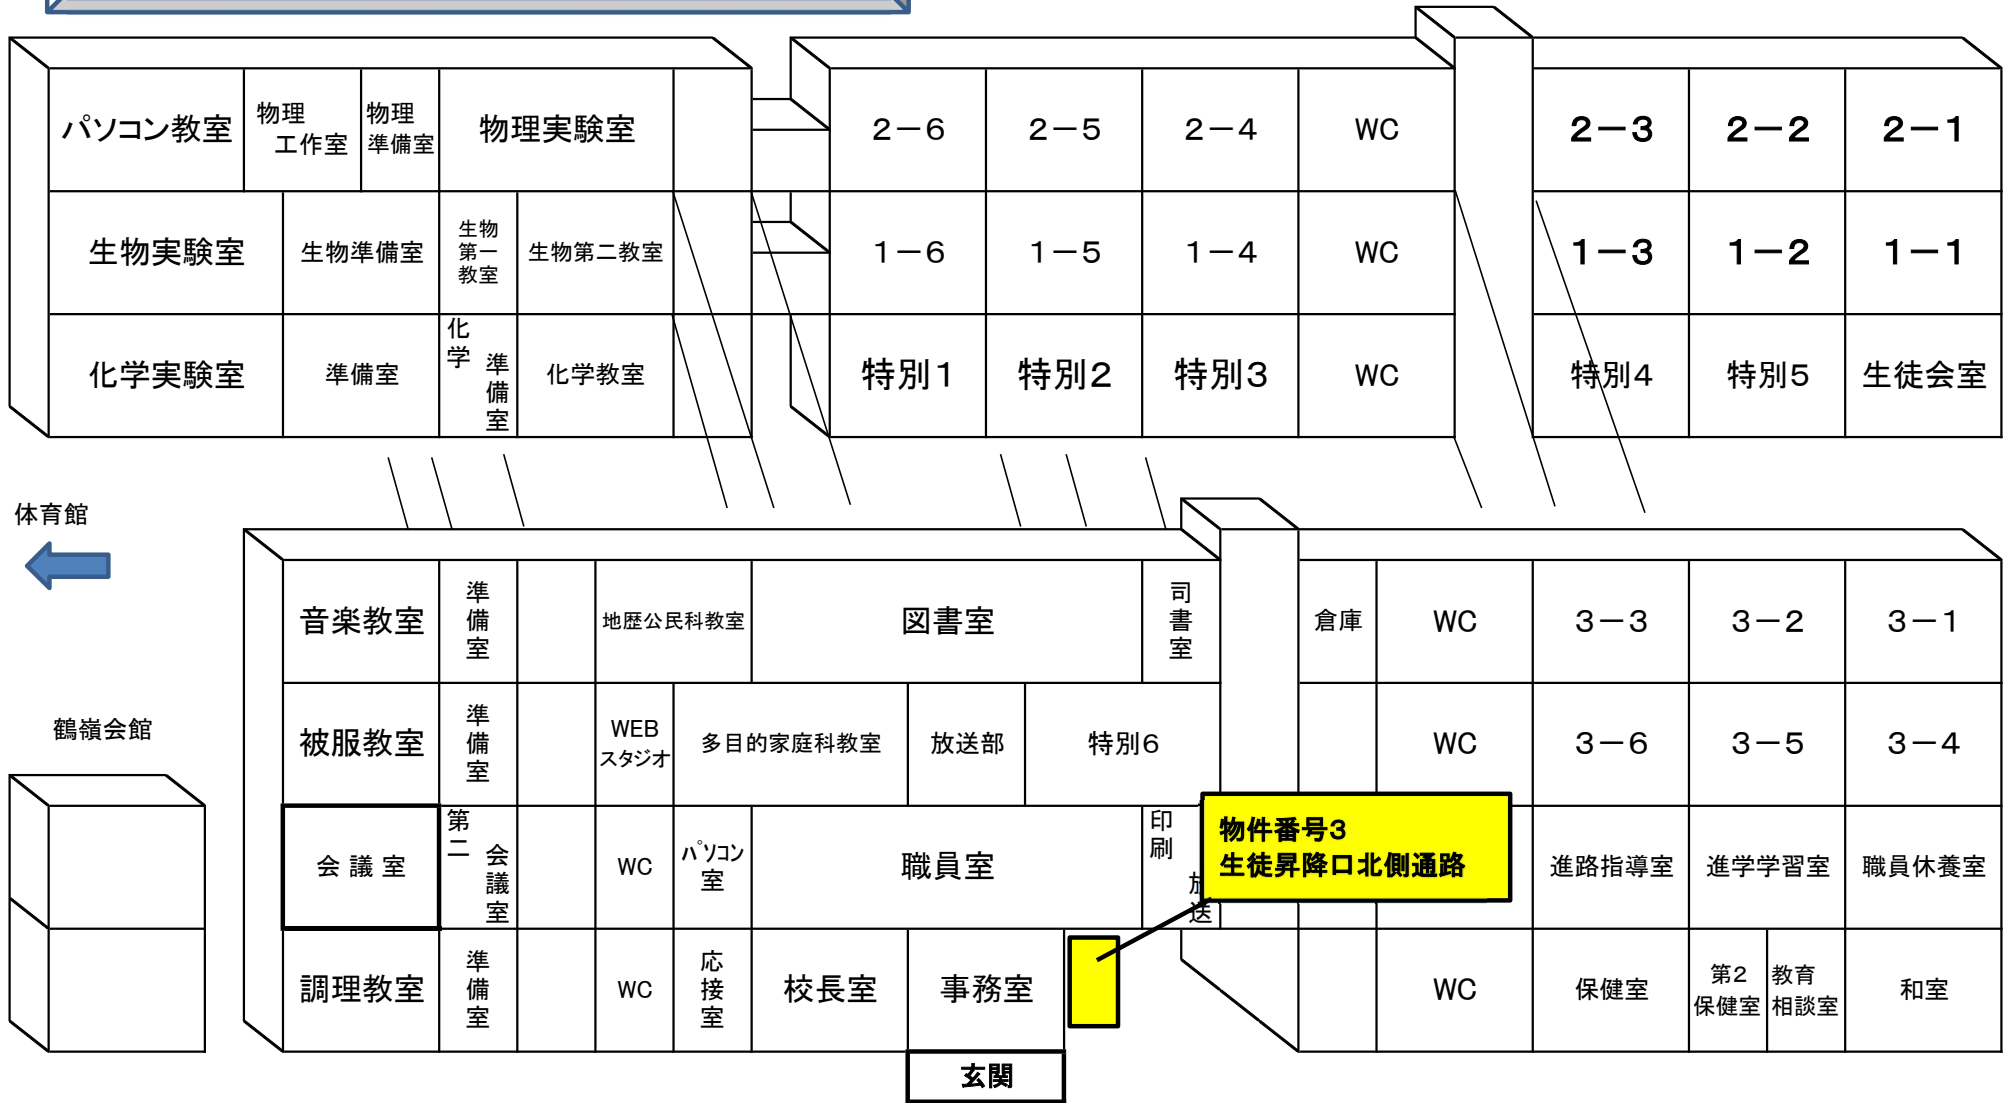 パソコン教室
物理
工作室
物理
準備室
物理実験室
2－6
2－5
2－4
WC
2－3
2－2
2－1
生物実験室
生物準備室
生物
第一
教室
生物第二教室
1－6
1－5
1－4
WC
1－3
1－2
1－1
化学実験室
準備室
化学
準備室
化学教室
特別1
特別2
特別3
WC
特別4
特別5
生徒会室
体育館
音楽教室
準備室
地歴公民科教室
図書室
司書室
倉庫
WC
3－3
3－2
3－1
鶴嶺会館
被服教室
準備室
WEB
スタジオ
多目的家庭科教室
放送部
特別6
WC
3－6
3－5
3－4
会 議 室
第二
会議室
WC
パソコン
室
職員室
印刷
放送
物件番号3
生徒昇降口北側通路
進路指導室
進学学習室
職員休養室
調理教室
準備室
WC
応接室
校長室
事務室
WC
保健室
第2
保健室
教育
相談室
和室
玄関